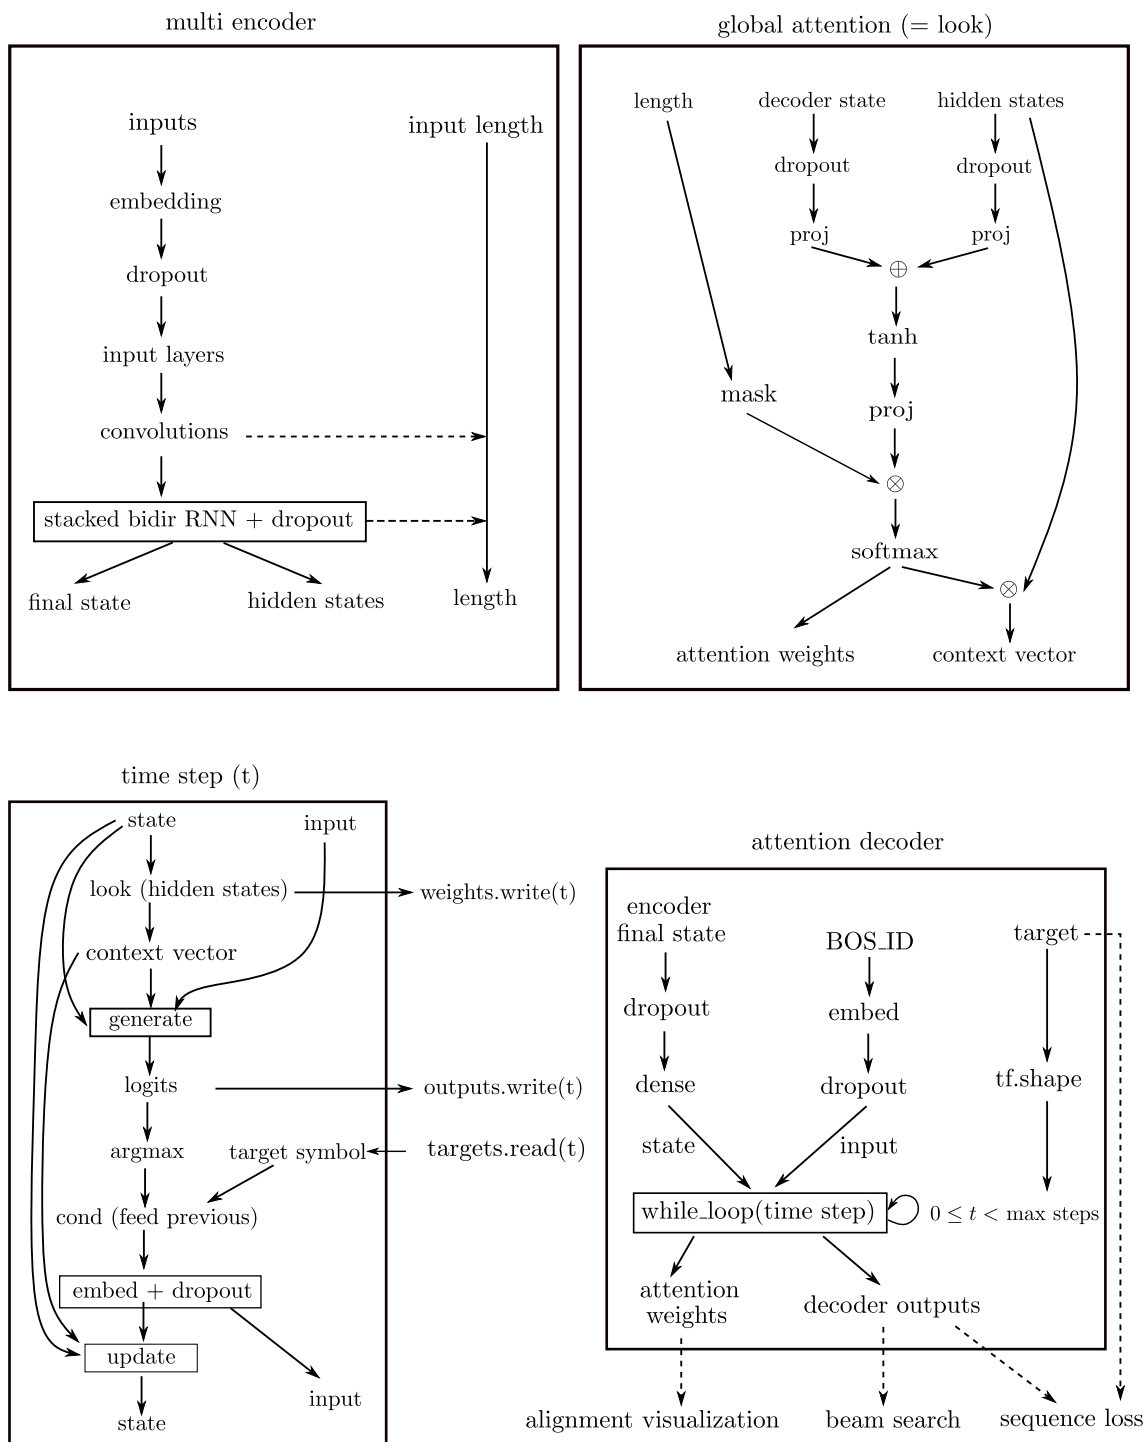 multi encoder
inputs
input length
embedding
dropout
input layers
convolutions
stacked bidir RNN + dropout
final state
hidden states
length
global attention (= look)
length
decoder state
hidden states
dropout
dropout
proj
proj
⊕
tanh
mask
proj
⊗
softmax
⊗
attention weights
context vector
time step (t)
state
input
look (hidden states)
weights.write(t)
context vector
generate
logits
outputs.write(t)
argmax
target symbol
targets.read(t)
cond (feed previous)
embed + dropout
update
input
state
attention decoder
encoder
final state
BOS_ID
target
dropout
embed
dense
dropout
tf.shape
state
input
while_loop(time step)
0 ≤ t < max steps
attention
weights
decoder outputs
alignment visualization
beam search
sequence loss